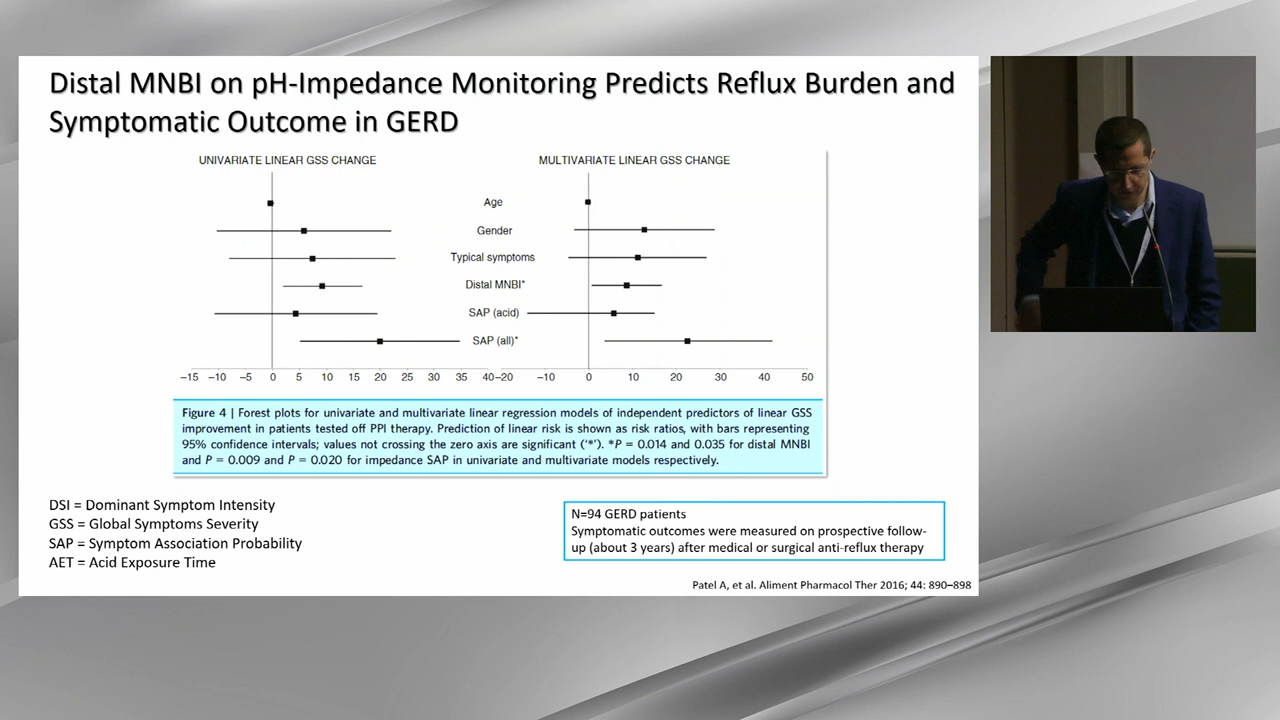 Distal MNBI on pH-Impedance Monitoring Predicts Reflux Burden and
Symptomatic Outcome in GERD
UNIVARIATE LINEAR GSS CHANGE
MULTIVARIATE LINEAR GSS CHANGE
Age
Gender
Typical symptoms
Distal MNBI*
SAP (acid)
SAP (all)*
−15 −10 −5 0 5 10 15 20 25 30 35 40
−20 −10 0 10 20 30 40 50
Figure 4 | Forest plots for univariate and multivariate linear regression models of independent predictors of linear GSS
improvement in patients tested off PPI therapy. Prediction of linear risk is shown as risk ratios, with bars representing
95% confidence intervals; values not crossing the zero axis are significant (‘*’). *P = 0.014 and 0.035 for distal MNBI
and P = 0.009 and P = 0.020 for impedance SAP in univariate and multivariate models respectively.
DSI = Dominant Symptom Intensity
GSS = Global Symptoms Severity
SAP = Symptom Association Probability
AET = Acid Exposure Time
N=94 GERD patients
Symptomatic outcomes were measured on prospective follow-
up (about 3 years) after medical or surgical anti-reflux therapy
Patel A, et al. Aliment Pharmacol Ther 2016; 44: 890–898